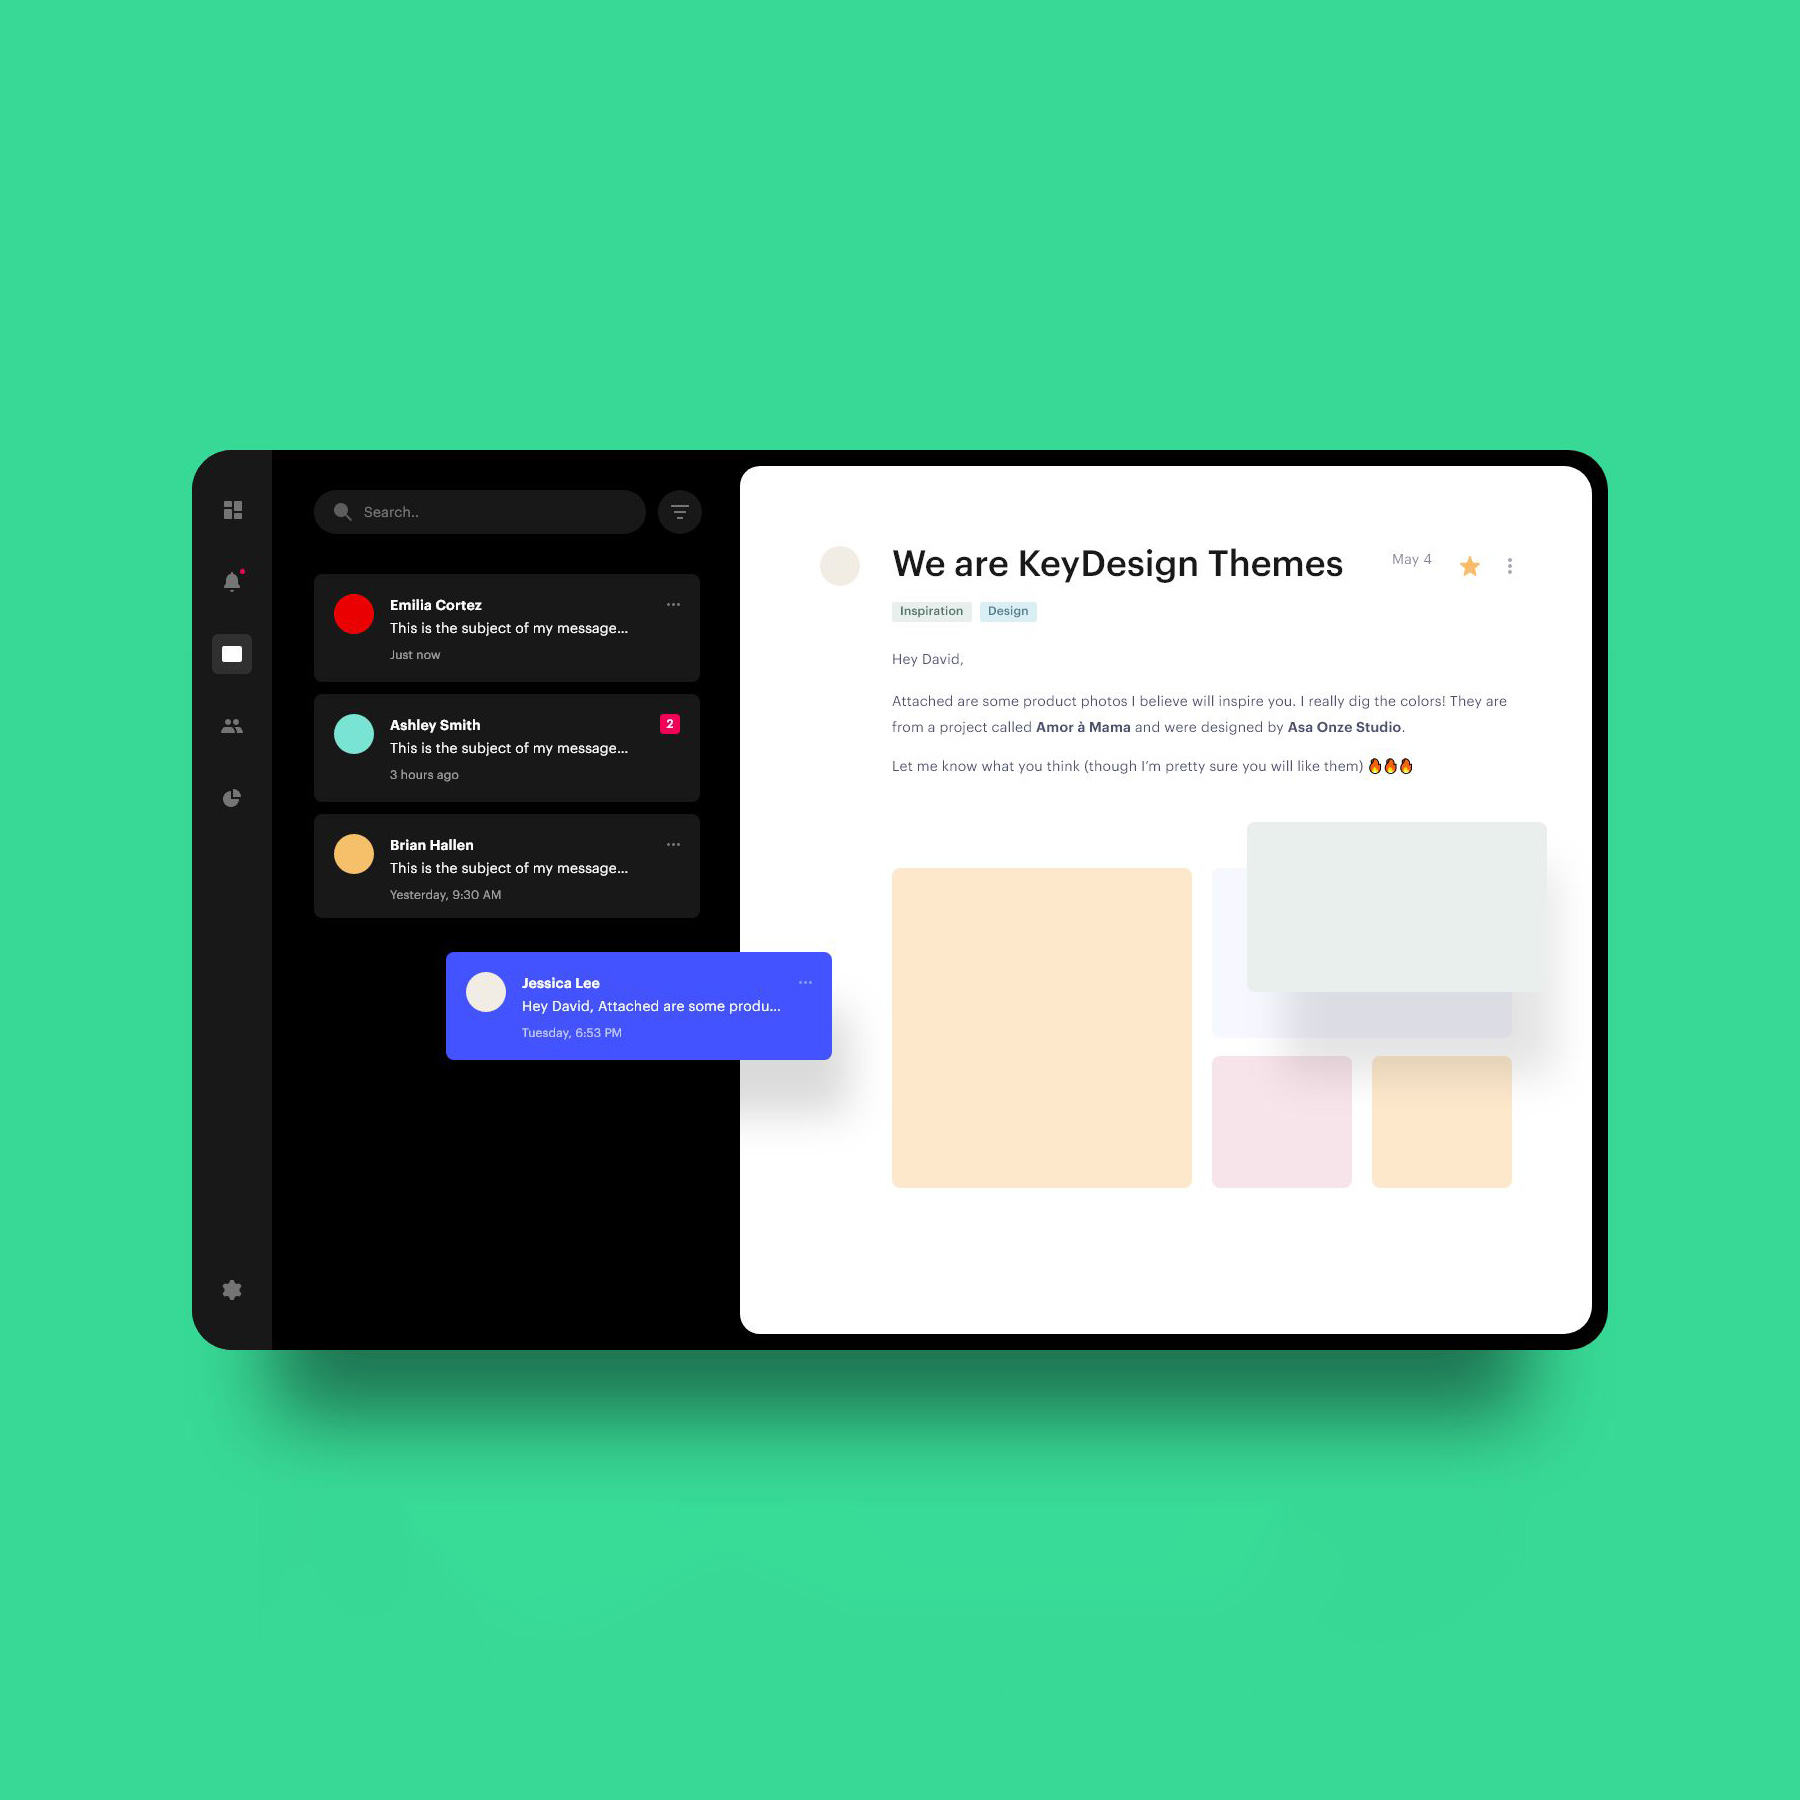 Search..
Emilia Cortez
This is the subject of my message...
Just now
Ashley Smith
2
This is the subject of my message...
3 hours ago
Brian Hallen
This is the subject of my message...
Yesterday, 9:30 AM
Jessica Lee
Hey David, Attached are some produ...
Tuesday, 6:53 PM
We are KeyDesign Themes
May 4
Inspiration
Design
Hey David,
Attached are some product photos I believe will inspire you. I really dig the colors! They are
from a project called Amor à Mama and were designed by Asa Onze Studio.
Let me know what you think (though I'm pretty sure you will like them) 🔥🔥🔥